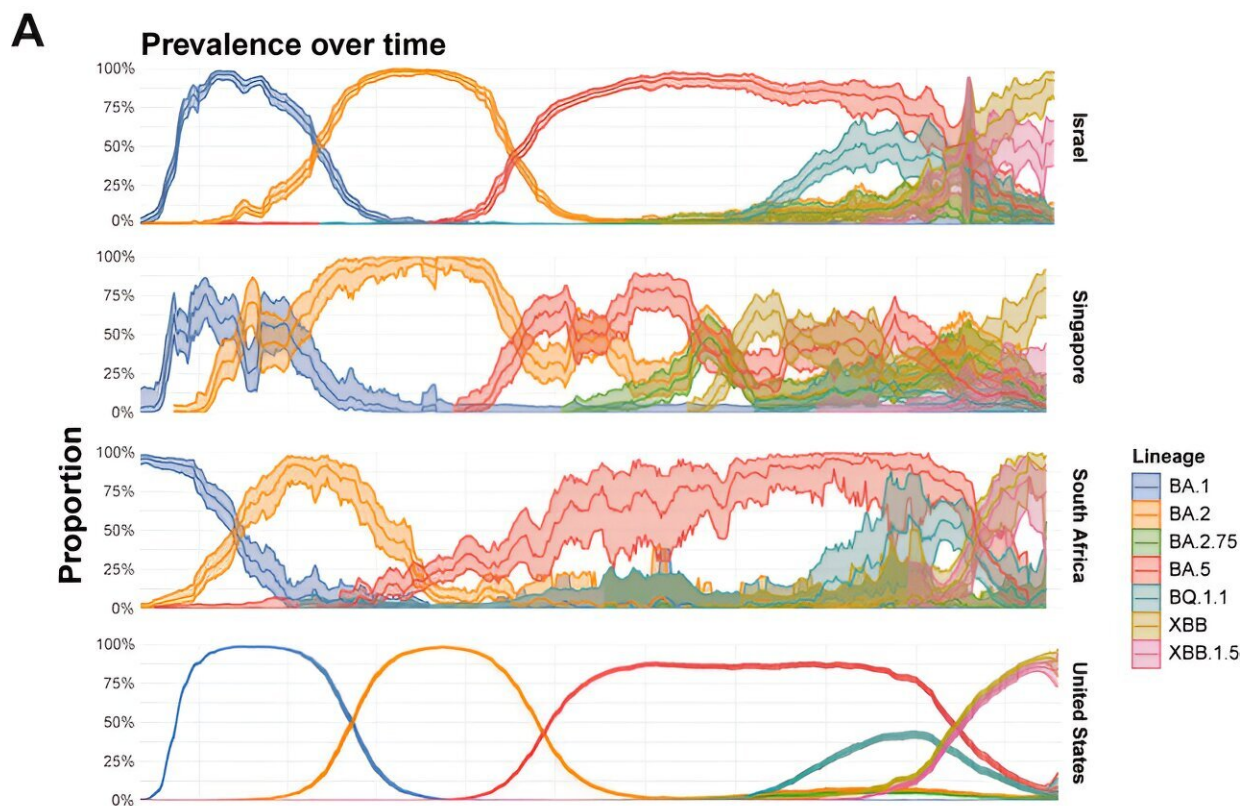 A
Prevalence over time
100%
75%
50%
25%
0%
Israel
100%
75%
50%
25%
0%
Singapore
100%
75%
50%
25%
0%
South Africa
100%
75%
50%
25%
0%
United States
Proportion
Lineage
BA.1
BA.2
BA.2.75
BA.5
BQ.1.1
XBB
XBB.1.5